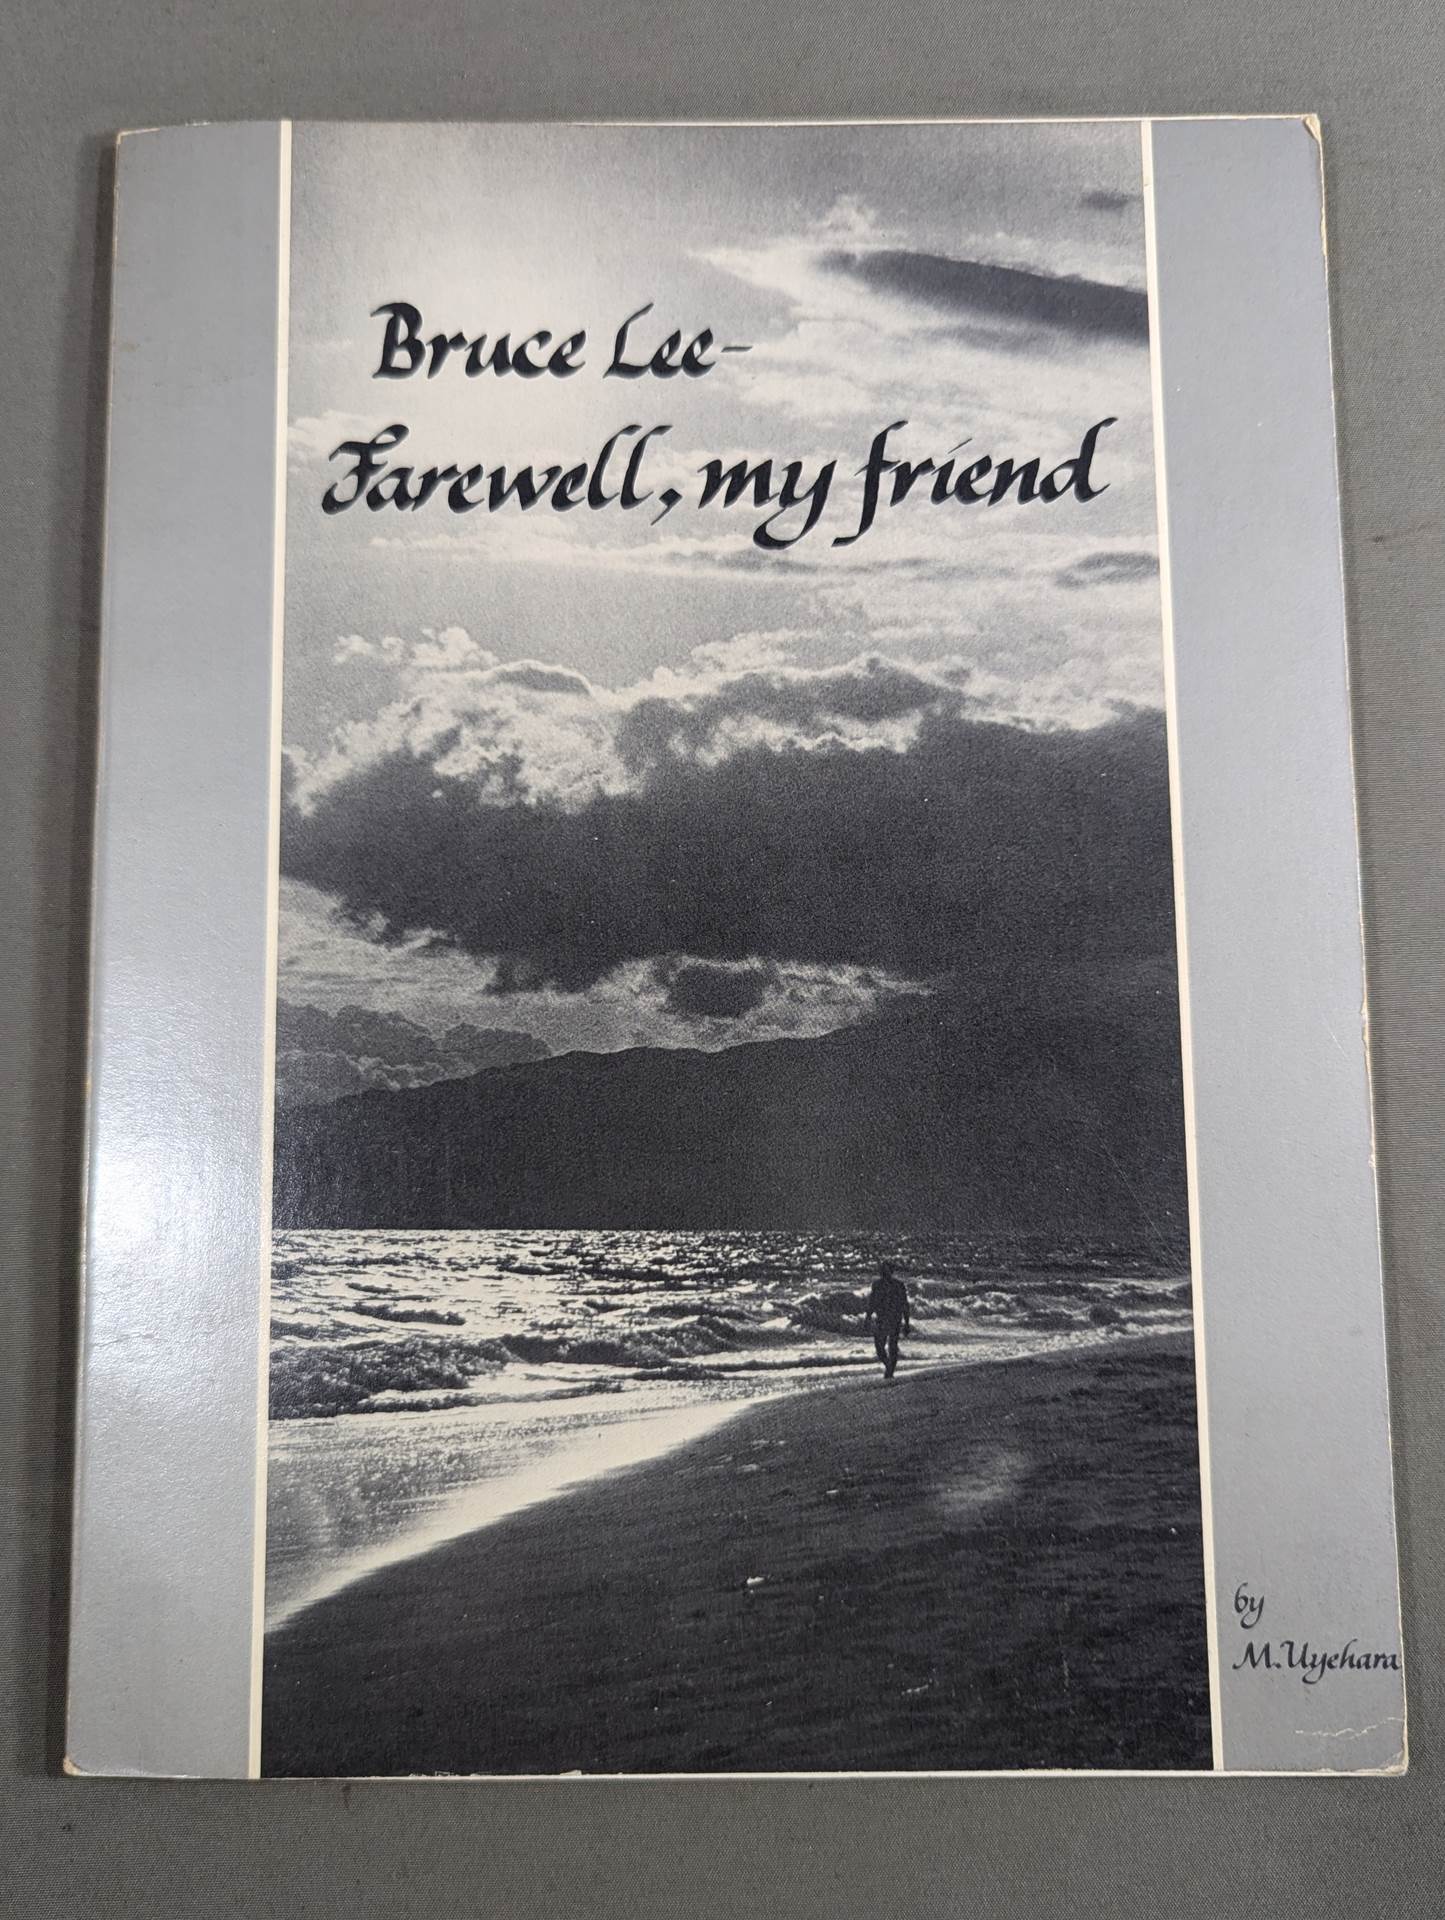 Bruce Lee-
Farewell, my friend
by
M. Uyehara